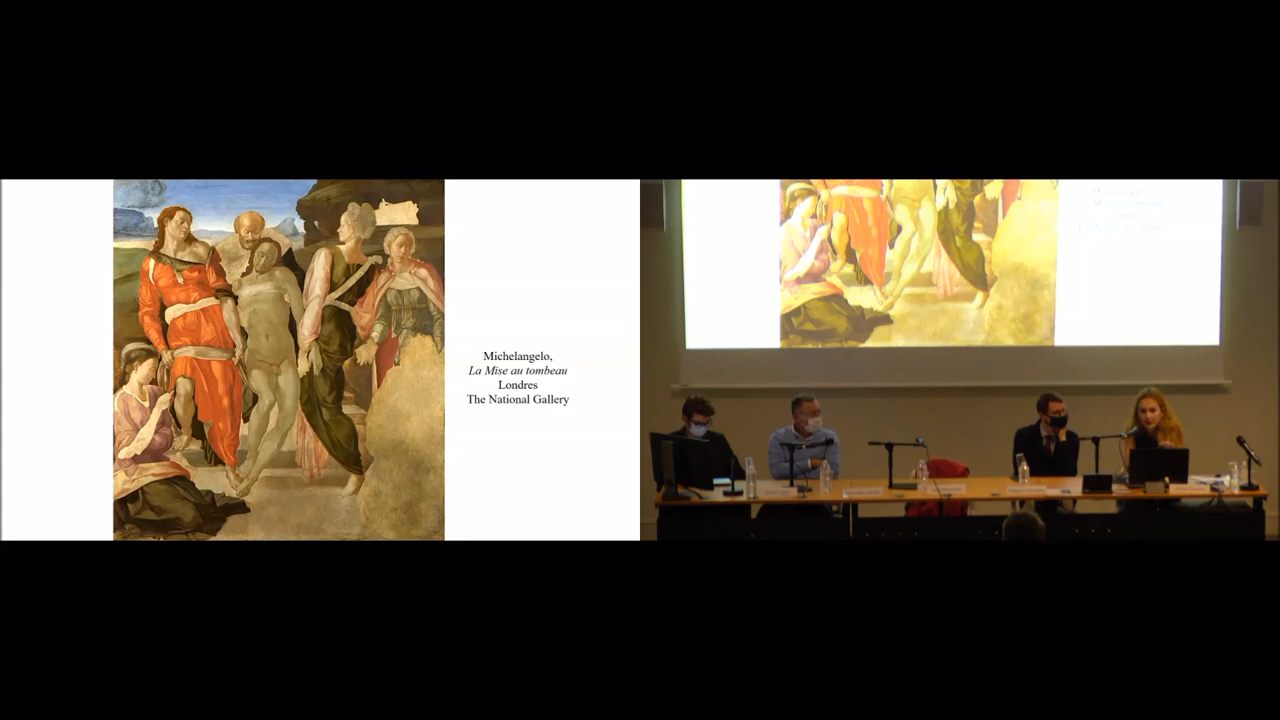 Michelangelo,
La Mise au tombeau
Londres
The National Gallery